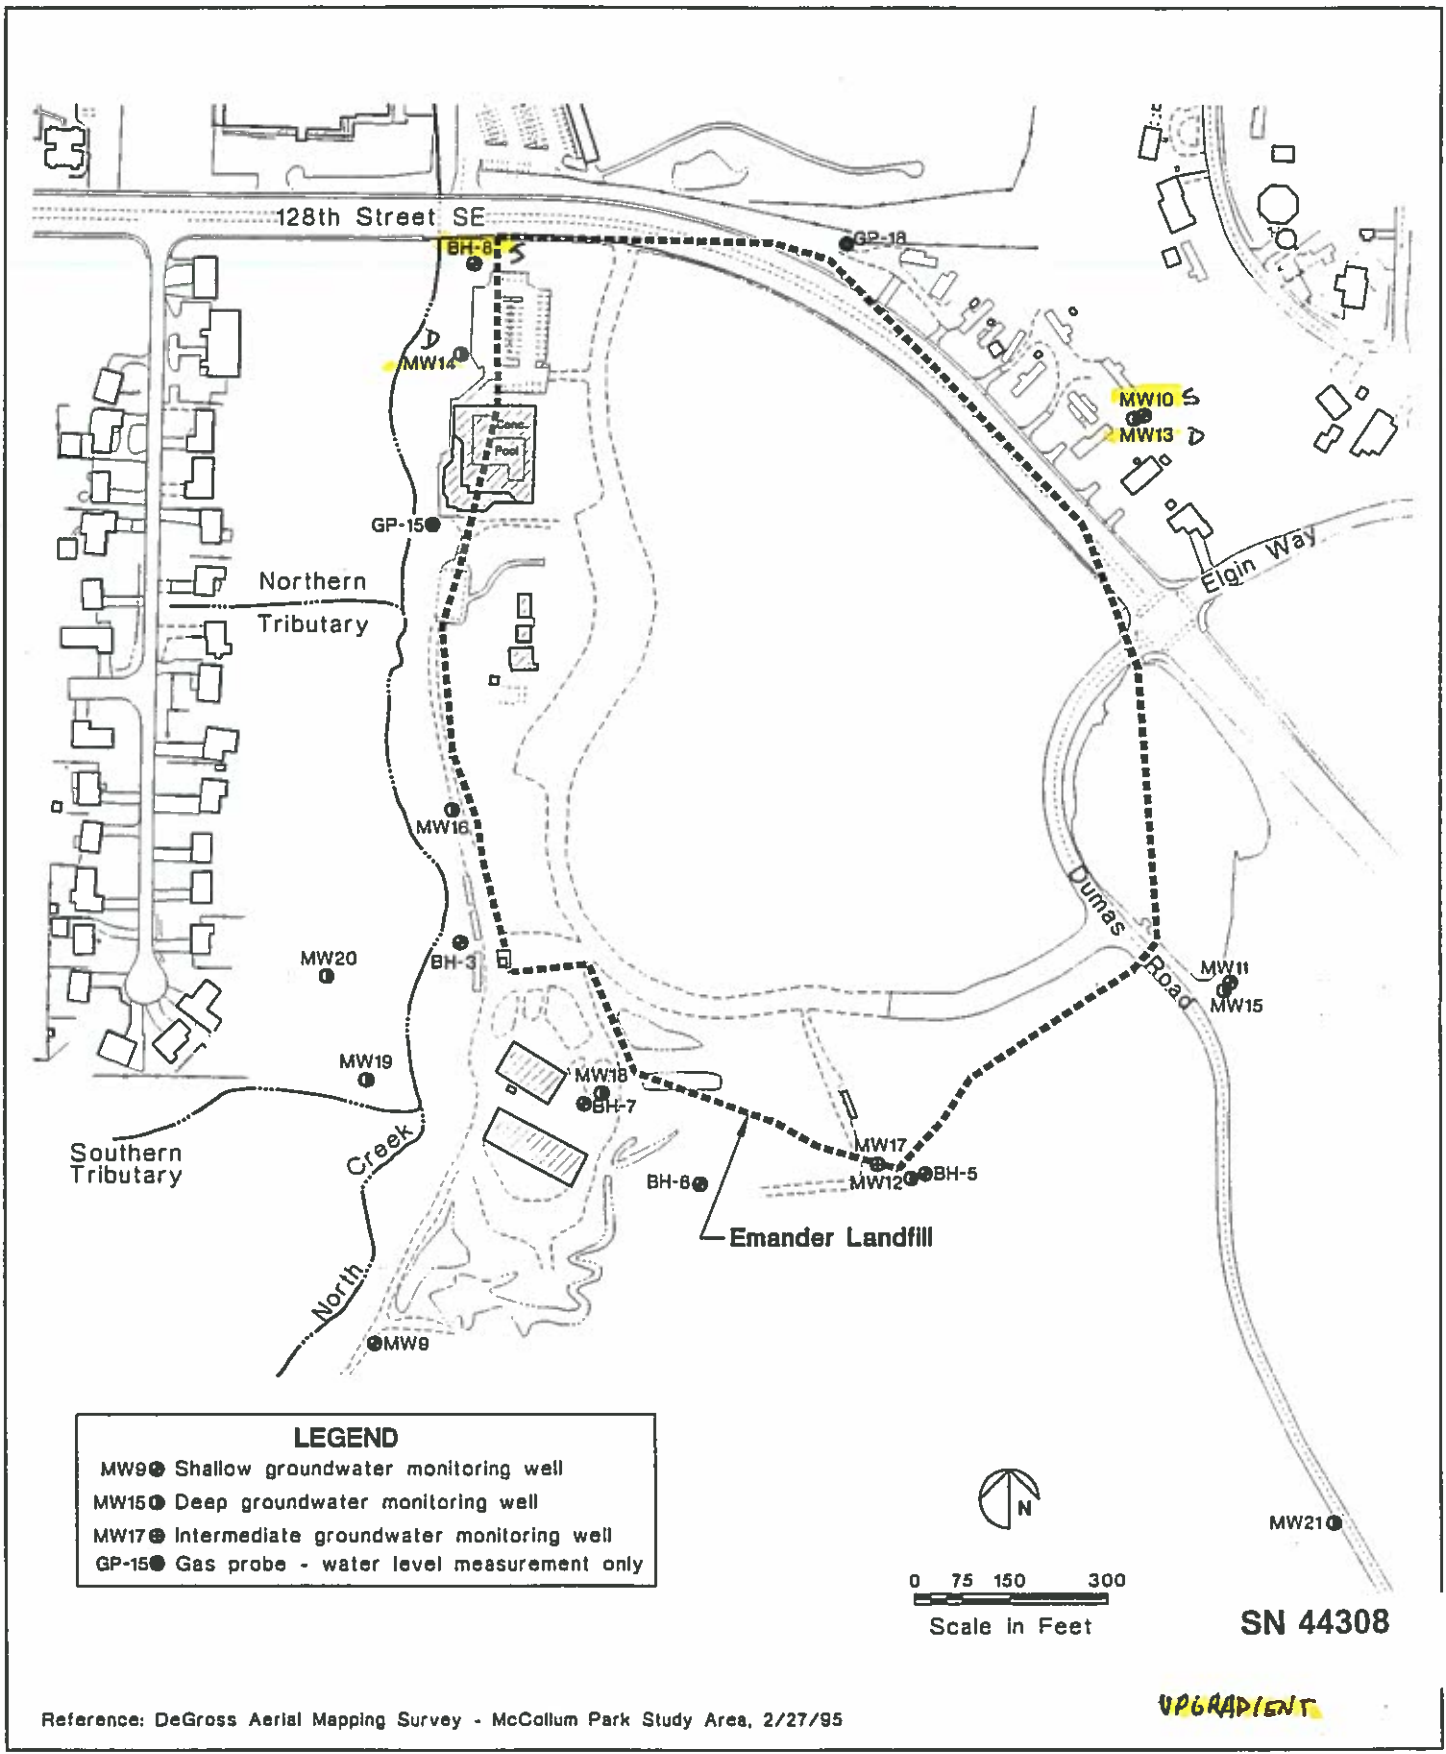 128th Street SE
BH-8
S
GP-18
D
MW14
MW10 S
MW13 D
Conc.
Pool
GP-15
Elgin Way
Northern
Tributary
MW16
Dumas
Road
BH-3
MW20
MW11
MW15
MW19
MW18
BH-7
Southern
Tributary
North
Creek
MW17
MW12
BH-5
BH-6
Emander Landfill
MW9
LEGEND
MW9 Shallow groundwater monitoring well
MW15 Deep groundwater monitoring well
MW17 Intermediate groundwater monitoring well
GP-15 Gas probe - water level measurement only
N
MW21
0 75 150 300
Scale in Feet
SN 44308
UPGRADIENT
Reference: DeGross Aerial Mapping Survey - McCollum Park Study Area, 2/27/95